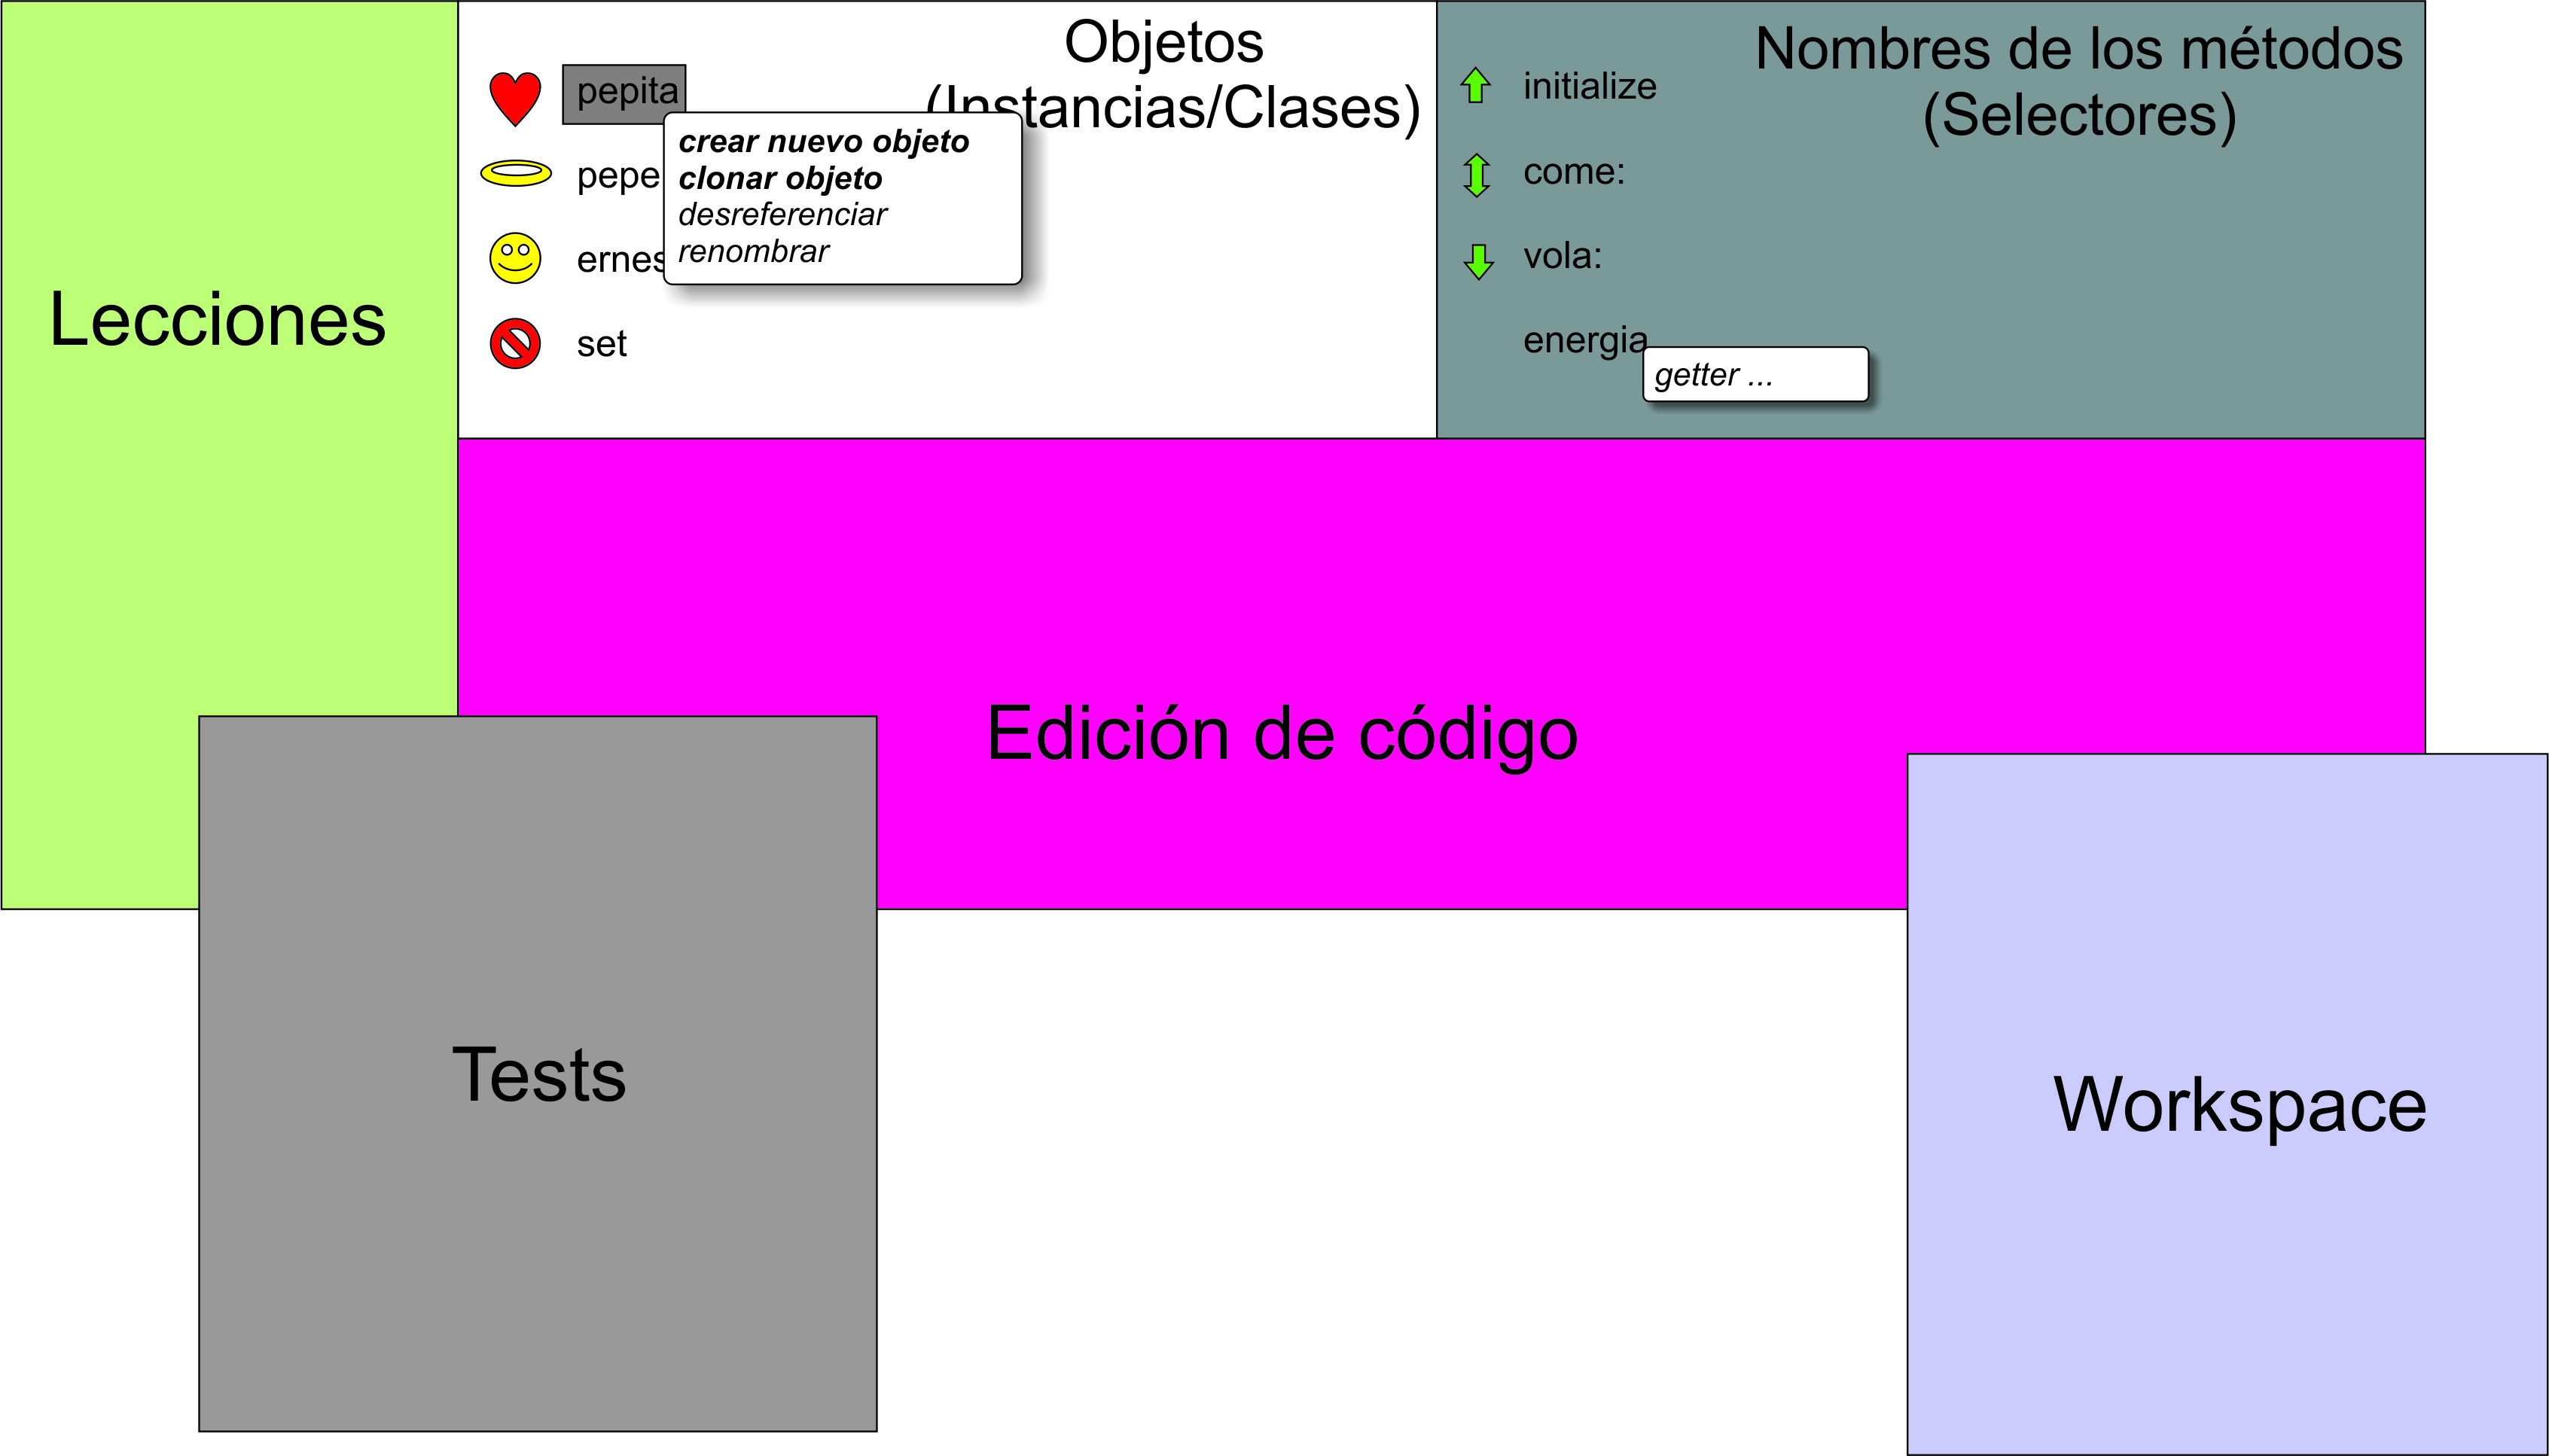 Lecciones
Objetos
(Instancias/Clases)
pepita
crear nuevo objeto
clonar objeto
desreferenciar
renombrar
pepe
set
Nombres de los métodos
(Selectores)
initialize
come:
vola:
energia
getter ...
Edición de código
Tests
Workspace